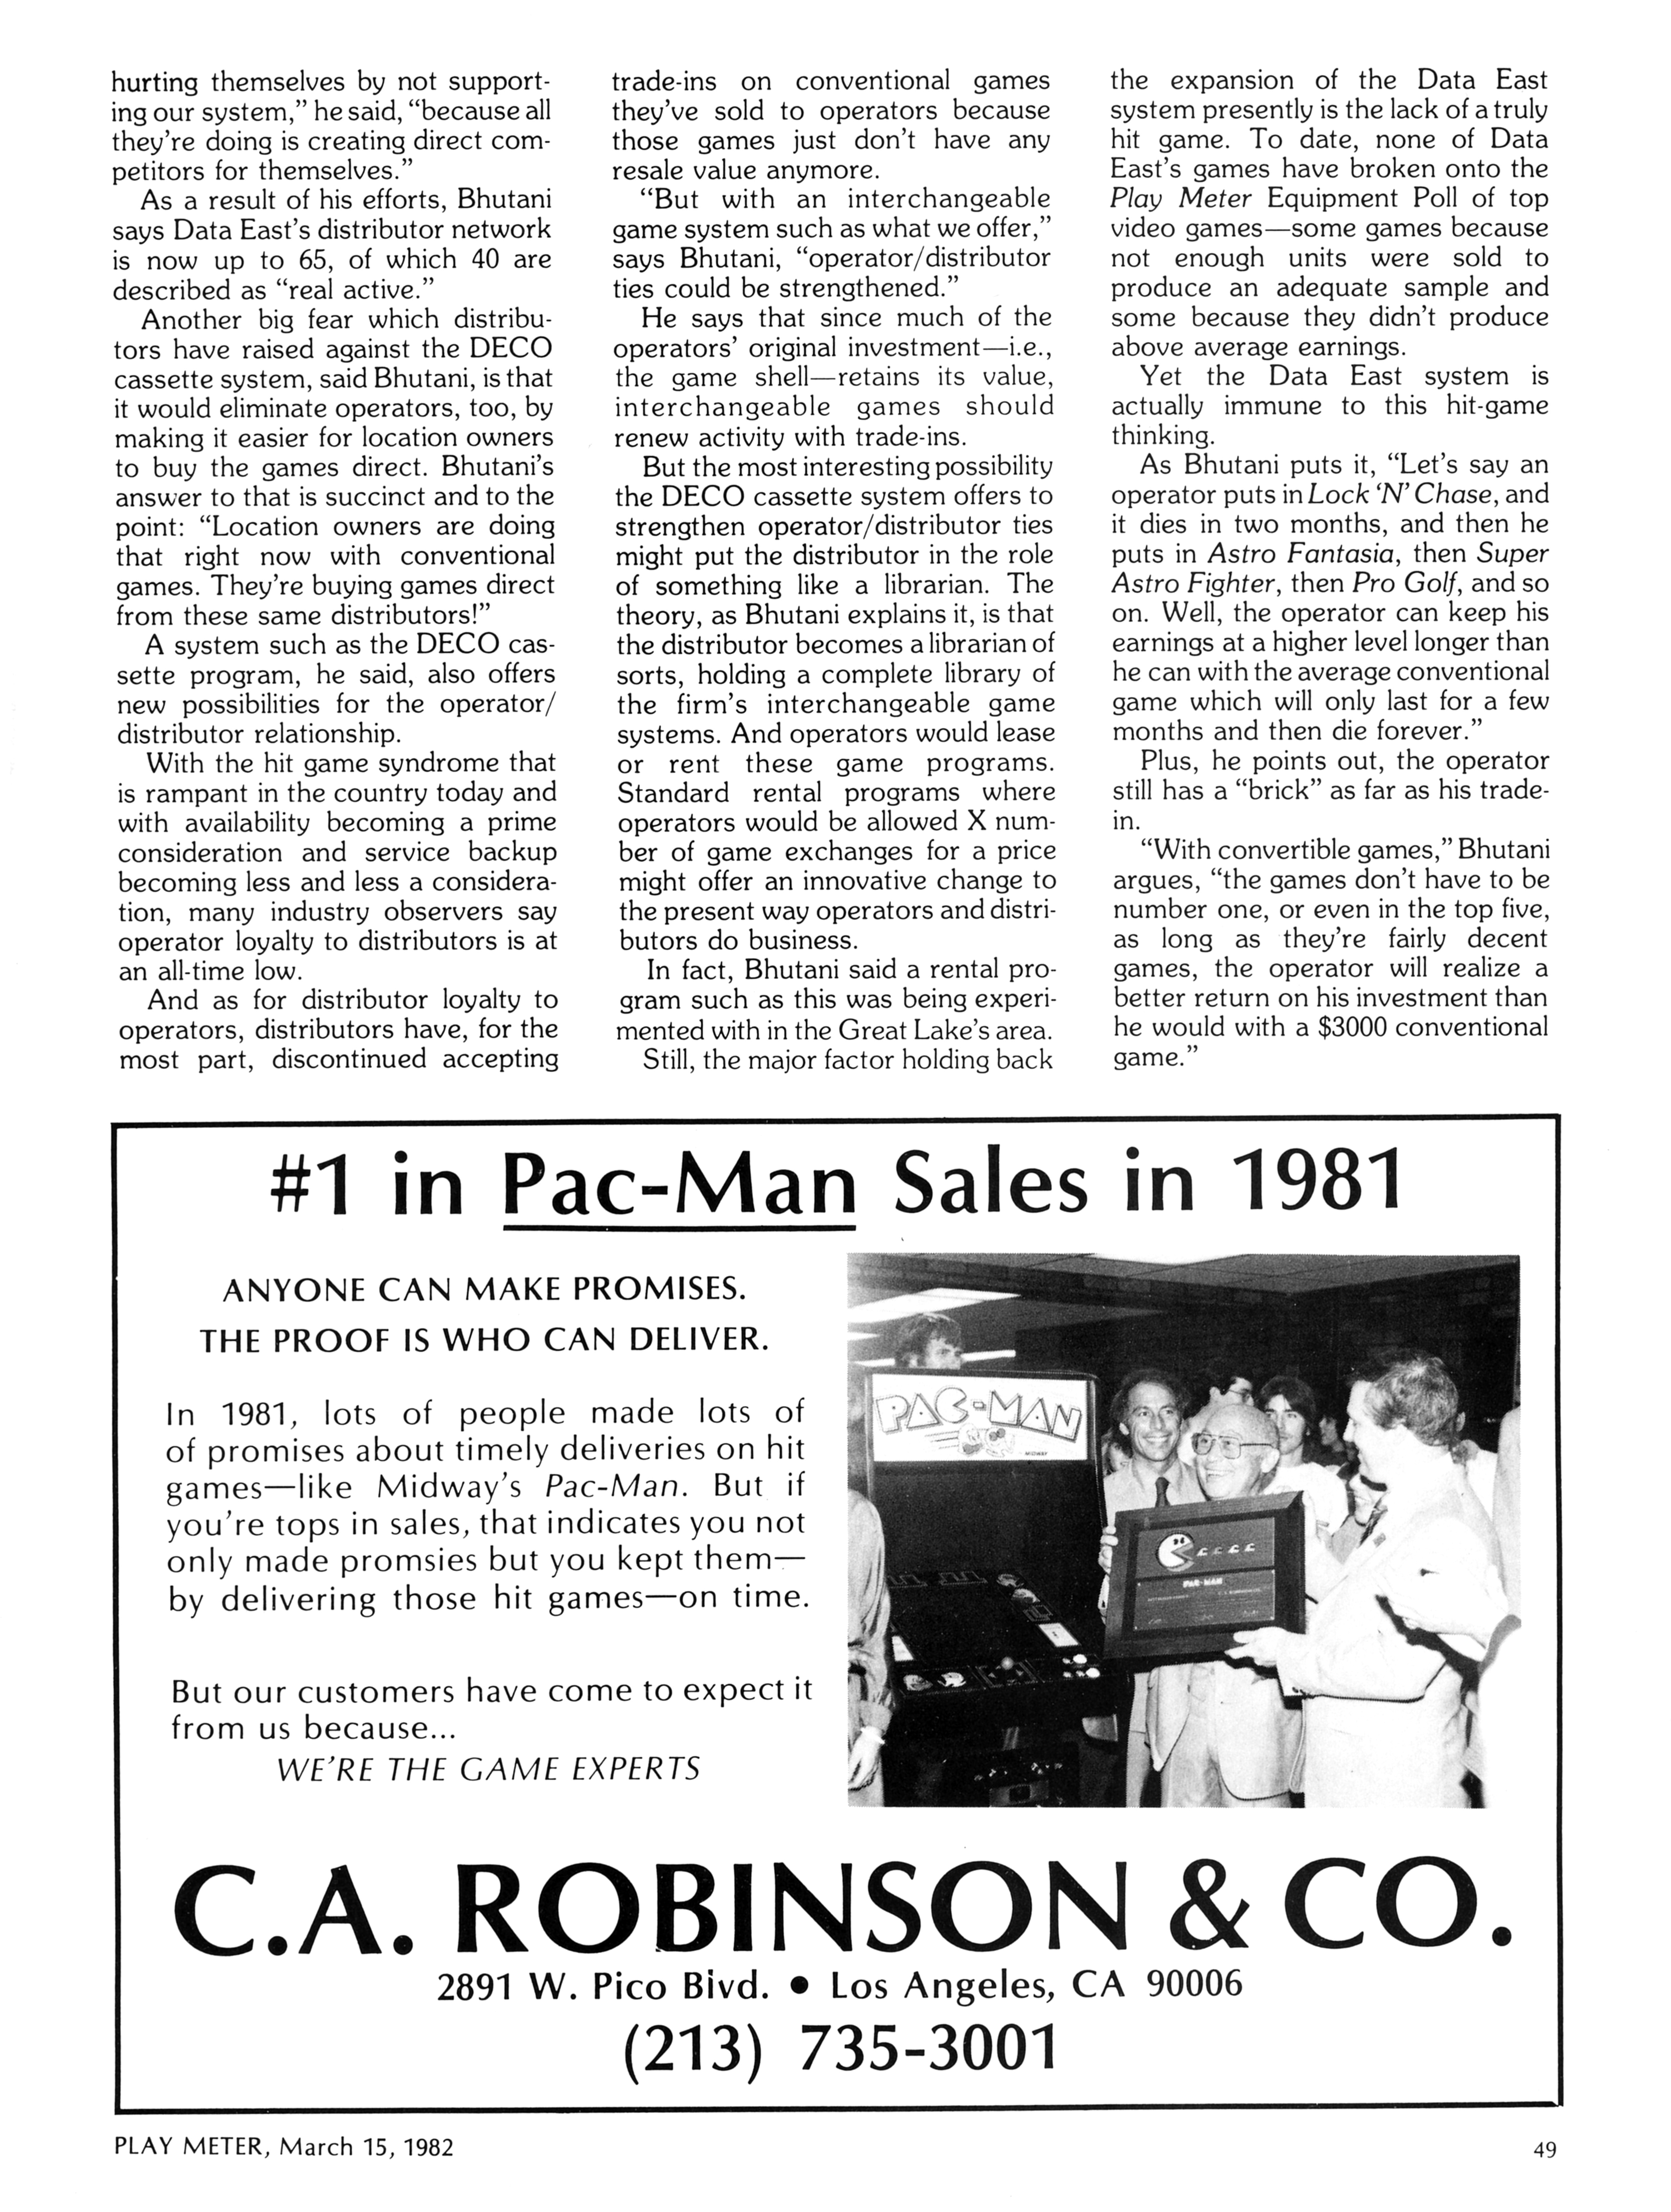 hurting themselves by not support-
ing our system,” he said, “because all
they’re doing is creating direct com-
petitors for themselves.”
As a result of his efforts, Bhutani
says Data East’s distributor network
is now up to 65, of which 40 are
described as “real active.”
Another big fear which distribu-
tors have raised against the DECO
cassette system, said Bhutani, is that
it would eliminate operators, too, by
making it easier for location owners
to buy the games direct. Bhutani’s
answer to that is succinct and to the
point: “Location owners are doing
that right now with conventional
games. They’re buying games direct
from these same distributors!”
A system such as the DECO cas-
sette program, he said, also offers
new possibilities for the operator/
distributor relationship.
With the hit game syndrome that
is rampant in the country today and
with availability becoming a prime
consideration and service backup
becoming less and less a considera-
tion, many industry observers say
operator loyalty to distributors is at
an all-time low.
And as for distributor loyalty to
operators, distributors have, for the
most part, discontinued accepting
trade-ins on conventional games
they’ve sold to operators because
those games just don’t have any
resale value anymore.
“But with an interchangeable
game system such as what we offer,”
says Bhutani, “operator/distributor
ties could be strengthened.”
He says that since much of the
operators’ original investment—i.e.,
the game shell—retains its value,
interchangeable games should
renew activity with trade-ins.
But the most interesting possibility
the DECO cassette system offers to
strengthen operator/distributor ties
might put the distributor in the role
of something like a librarian. The
theory, as Bhutani explains it, is that
the distributor becomes a librarian of
sorts, holding a complete library of
the firm’s interchangeable game
systems. And operators would lease
or rent these game programs.
Standard rental programs where
operators would be allowed X num-
ber of game exchanges for a price
might offer an innovative change to
the present way operators and distri-
butors do business.
In fact, Bhutani said a rental pro-
gram such as this was being experi-
mented with in the Great Lake’s area.
Still, the major factor holding back
the expansion of the Data East
system presently is the lack of a truly
hit game. To date, none of Data
East’s games have broken onto the
Play Meter Equipment Poll of top
video games—some games because
not enough units were sold to
produce an adequate sample and
some because they didn’t produce
above average earnings.
Yet the Data East system is
actually immune to this hit-game
thinking.
As Bhutani puts it, “Let’s say an
operator puts in Lock ‘N’ Chase, and
it dies in two months, and then he
puts in Astro Fantasia, then Super
Astro Fighter, then Pro Golf, and so
on. Well, the operator can keep his
earnings at a higher level longer than
he can with the average conventional
game which will only last for a few
months and then die forever.”
Plus, he points out, the operator
still has a “brick” as far as his trade-
in.
“With convertible games,” Bhutani
argues, “the games don’t have to be
number one, or even in the top five,
as long as they’re fairly decent
games, the operator will realize a
better return on his investment than
he would with a $3000 conventional
game.”
#1 in Pac-Man Sales in 1981
ANYONE CAN MAKE PROMISES.
THE PROOF IS WHO CAN DELIVER.
In 1981, lots of people made lots of
of promises about timely deliveries on hit
games—like Midway’s Pac-Man. But if
you’re tops in sales, that indicates you not
only made promsies but you kept them—
by delivering those hit games—on time.
But our customers have come to expect it
from us because...
WE’RE THE GAME EXPERTS
PAC-MAN
MIDWAY
PAC-MAN
C.A. ROBINSON & CO.
2891 W. Pico Bivd. • Los Angeles, CA 90006
(213) 735-3001
PLAY METER, March 15, 1982
49